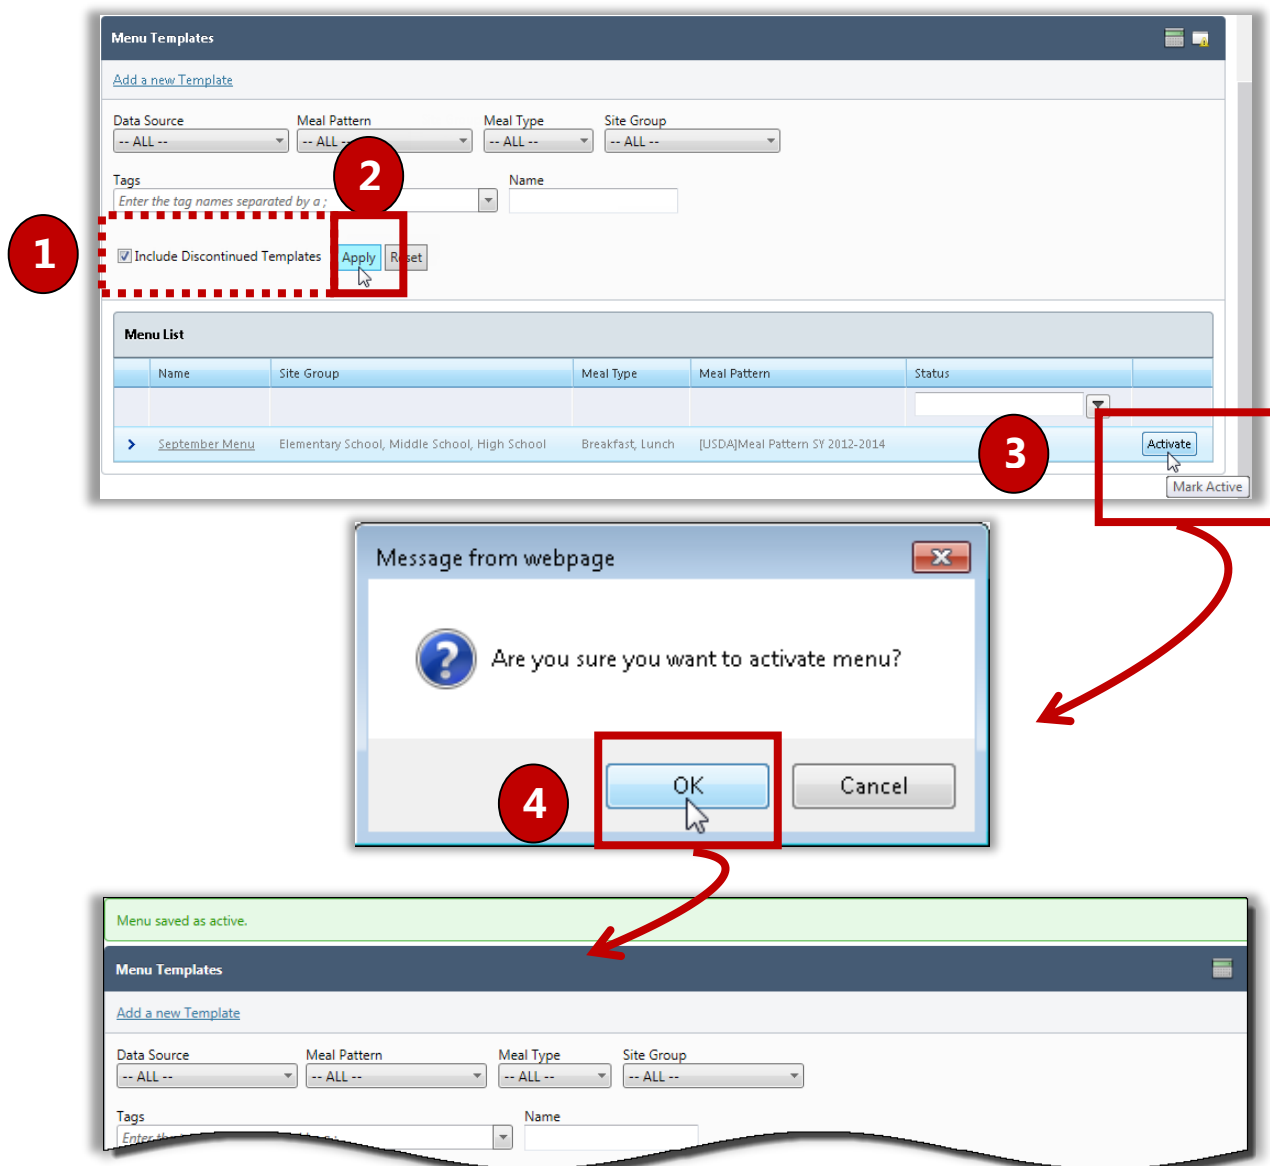 Menu Templates
Add a new Template
Data Source Meal Pattern Meal Type Site Group
-- ALL -- -- ALL -- -- ALL -- -- ALL --
2
Tags Name
Enter the tag names separated by a ;
1
Include Discontinued Templates Apply Reset
Menu List
Name Site Group Meal Type Meal Pattern Status
September Menu Elementary School, Middle School, High School Breakfast, Lunch [USDA]Meal Pattern SY 2012-2014 Activate
3
Mark Active
Message from webpage
Are you sure you want to activate menu?
OK Cancel
4
Menu saved as active.
Menu Templates
Add a new Template
Data Source Meal Pattern Meal Type Site Group
-- ALL -- -- ALL -- -- ALL -- -- ALL --
Tags Name
Enter